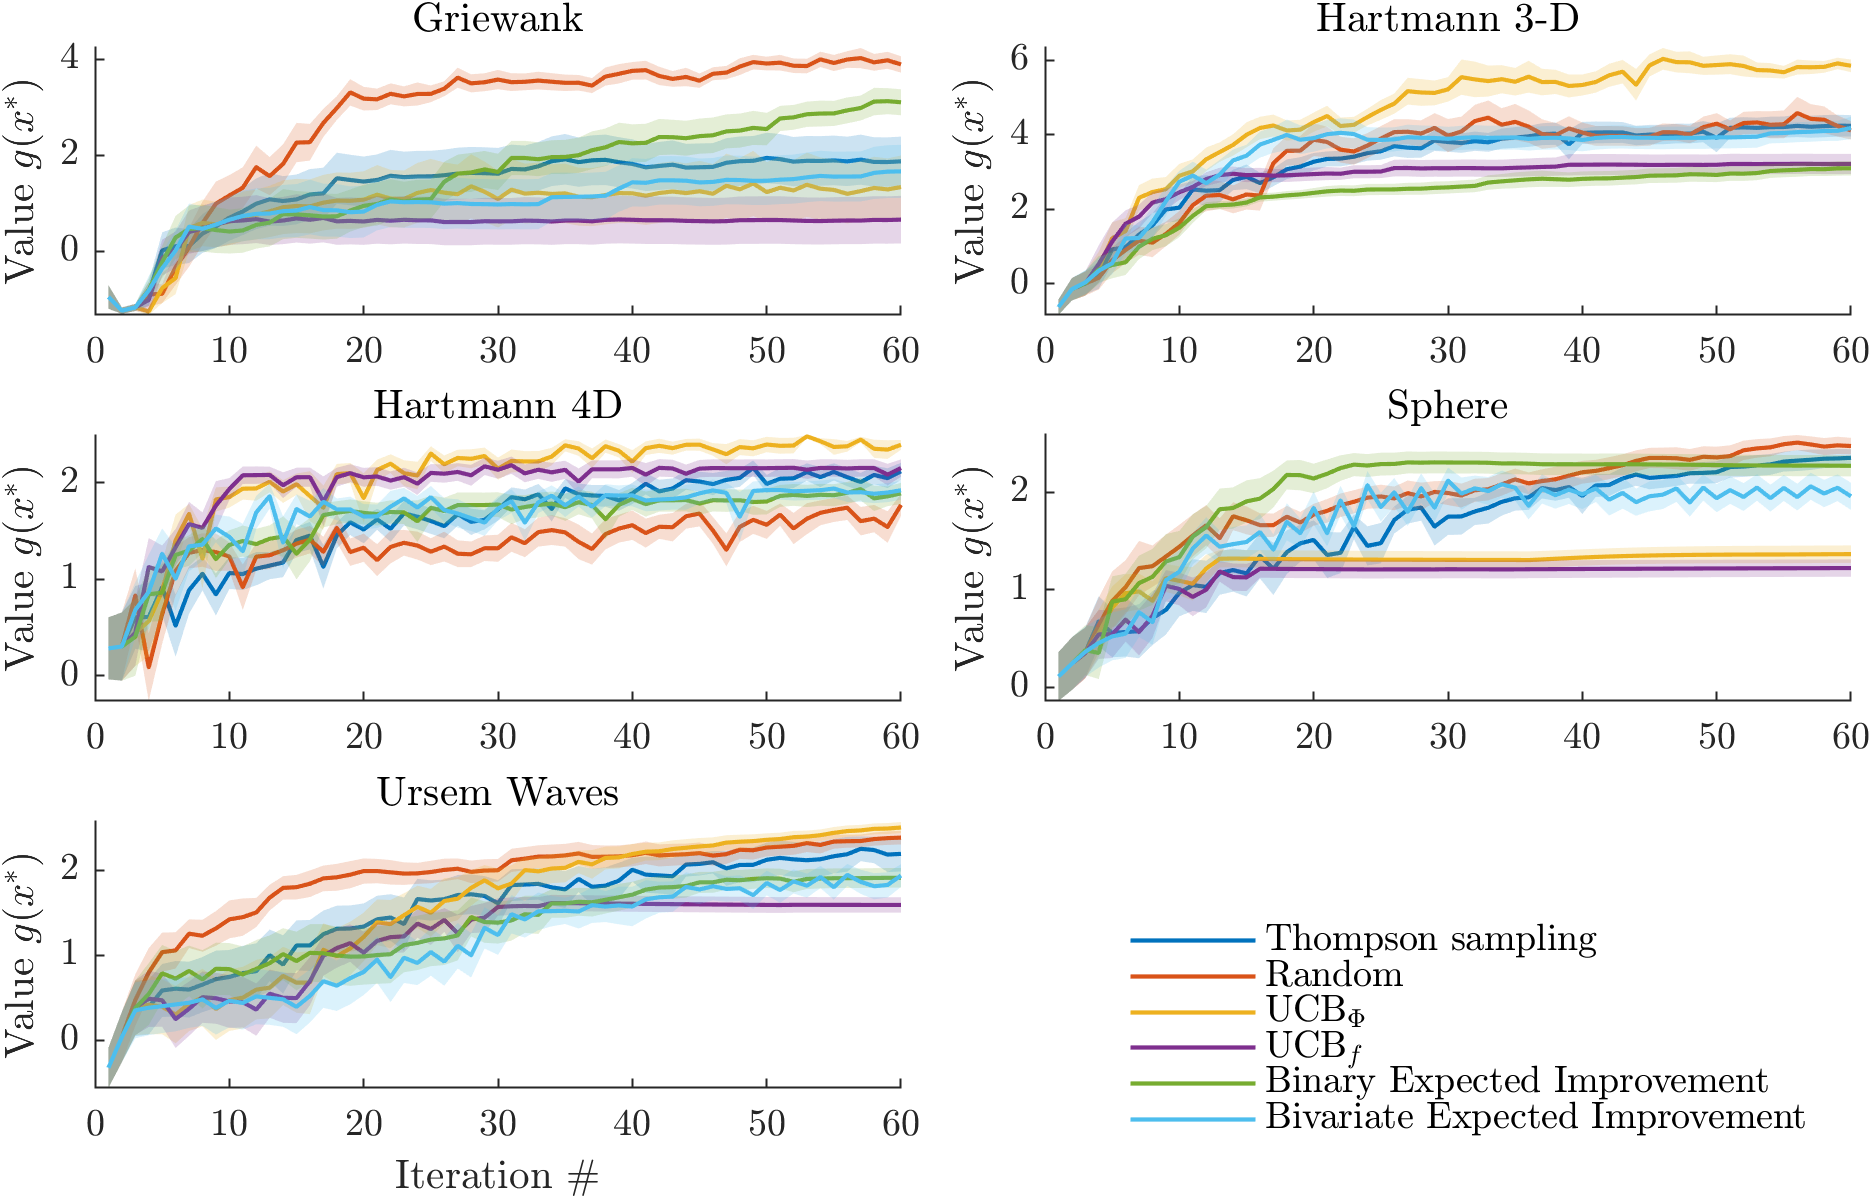 Griewank
Value g(x*)
4
2
0
0 10 20 30 40 50 60
Hartmann 3-D
Value g(x*)
6
4
2
0
0 10 20 30 40 50 60
Hartmann 4D
Value g(x*)
2
1
0
0 10 20 30 40 50 60
Sphere
Value g(x*)
2
1
0
0 10 20 30 40 50 60
Ursem Waves
Value g(x*)
2
1
0
0 10 20 30 40 50 60
Iteration #
Thompson sampling
Random
UCB_Φ
UCB_f
Binary Expected Improvement
Bivariate Expected Improvement